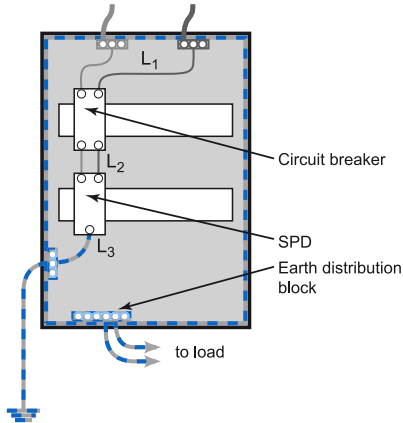 L₁
Circuit breaker
L₂
SPD
L₃
Earth distribution
block
to load